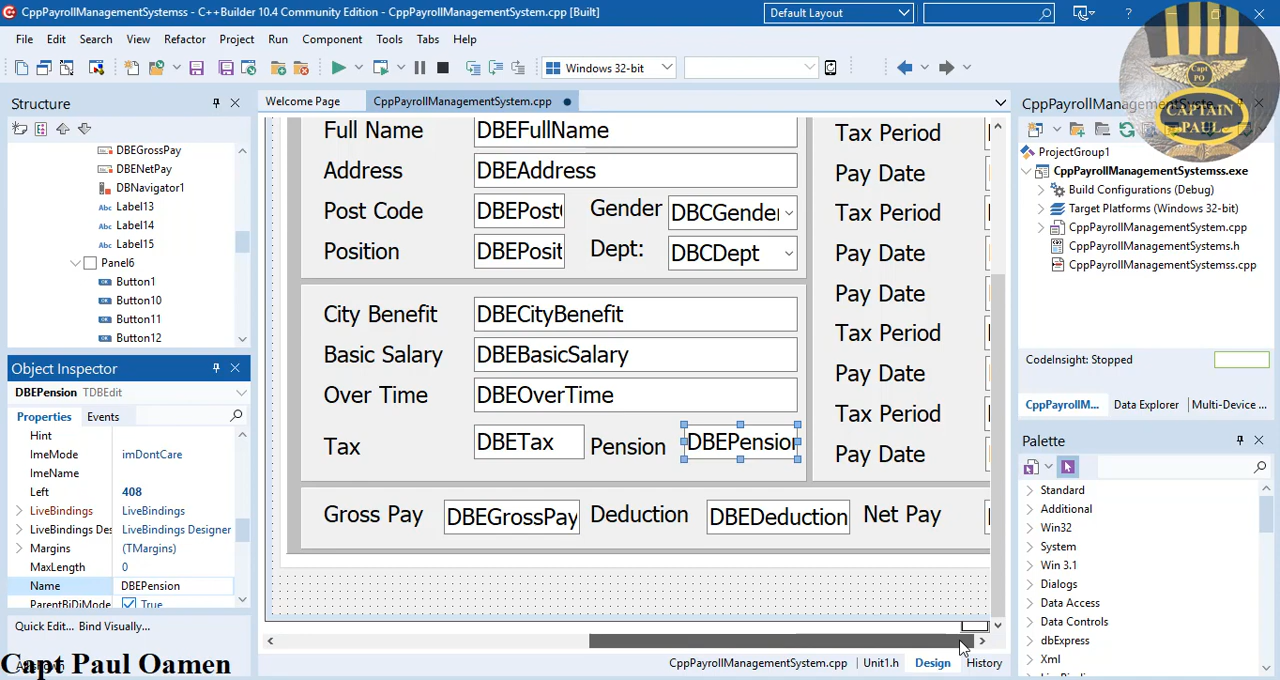 CppPayrollManagementSystemss - C++Builder 10.4 Community Edition - CppPayrollManagementSystem.cpp [Built]
Default Layout
File Edit Search View Refactor Project Run Component Tools Tabs Help
Windows 32-bit
Structure
Welcome Page
CppPayrollManagementSystem.cpp
CppPayrollManagementSyste
Capt
PO
CAPTAIN
PAUL
DBEGrossPay
DBENetPay
DBNavigator1
Label13
Label14
Label15
Panel6
Button1
Button10
Button11
Button12
Object Inspector
DBEPension TDBEdit
Properties Events
Hint
ImeMode imDontCare
ImeName
Left 408
LiveBindings LiveBindings
LiveBindings Des LiveBindings Designer
Margins (TMargins)
MaxLength 0
Name DBEPension
ParentBiDiMode True
Quick Edit... Bind Visually...
All shown
Capt Paul Oamen
Full Name DBEFullName
Address DBEAddress
Post Code DBEPost Gender DBCGender
Position DBEPosit Dept: DBCDept
City Benefit DBECityBenefit
Basic Salary DBEBasicSalary
Over Time DBEOverTime
Tax DBETax Pension DBEPension
Gross Pay DBEGrossPay Deduction DBEDeduction Net Pay
Tax Period
Pay Date
Tax Period
Pay Date
Pay Date
Tax Period
Pay Date
Tax Period
Pay Date
CppPayrollManagementSystem.cpp Unit1.h Design History
ProjectGroup1
CppPayrollManagementSystemss.exe
Build Configurations (Debug)
Target Platforms (Windows 32-bit)
CppPayrollManagementSystem.cpp
CppPayrollManagementSystems.h
CppPayrollManagementSystemss.cpp
CodeInsight: Stopped
CppPayrollM... Data Explorer Multi-Device ...
Palette
Standard
Additional
Win32
System
Win 3.1
Dialogs
Data Access
Data Controls
dbExpress
Xml